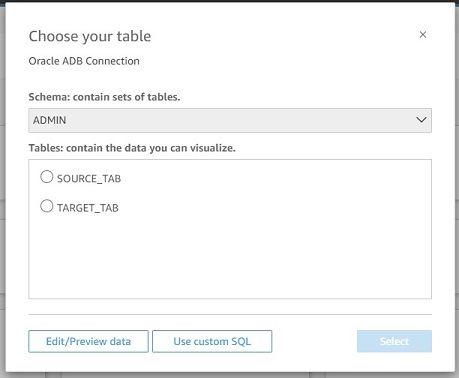 Choose your table
×
Oracle ADB Connection
Schema: contain sets of tables.
ADMIN
Tables: contain the data you can visualize.
SOURCE_TAB
TARGET_TAB
Edit/Preview data
Use custom SQL
Select